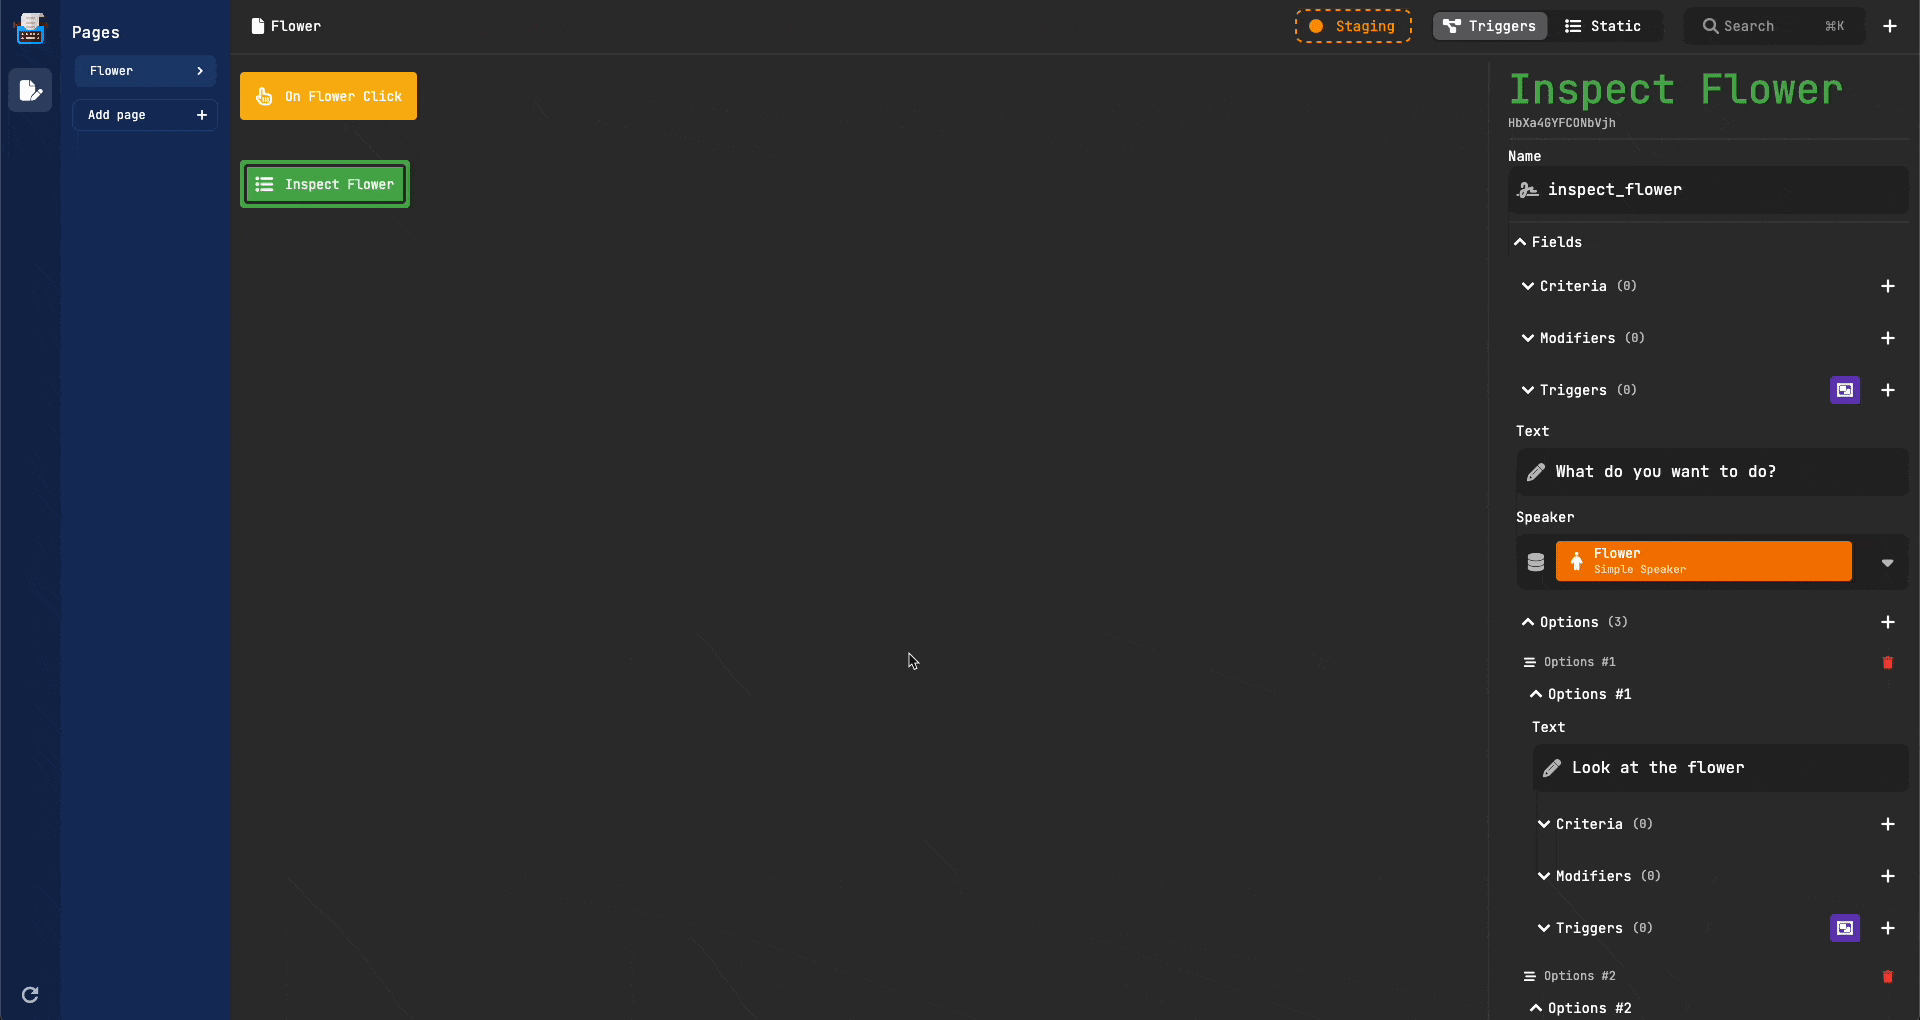 Pages
Flower
Add page
Flower
Staging
Triggers
Static
Search ⌘K
On Flower Click
Inspect Flower
Inspect Flower
HbXa4GYFCONbVjh
Name
inspect_flower
Fields
Criteria (0)
Modifiers (0)
Triggers (0)
Text
What do you want to do?
Speaker
Flower
Simple Speaker
Options (3)
Options #1
Options #1
Text
Look at the flower
Criteria (0)
Modifiers (0)
Triggers (0)
Options #2
Options #2